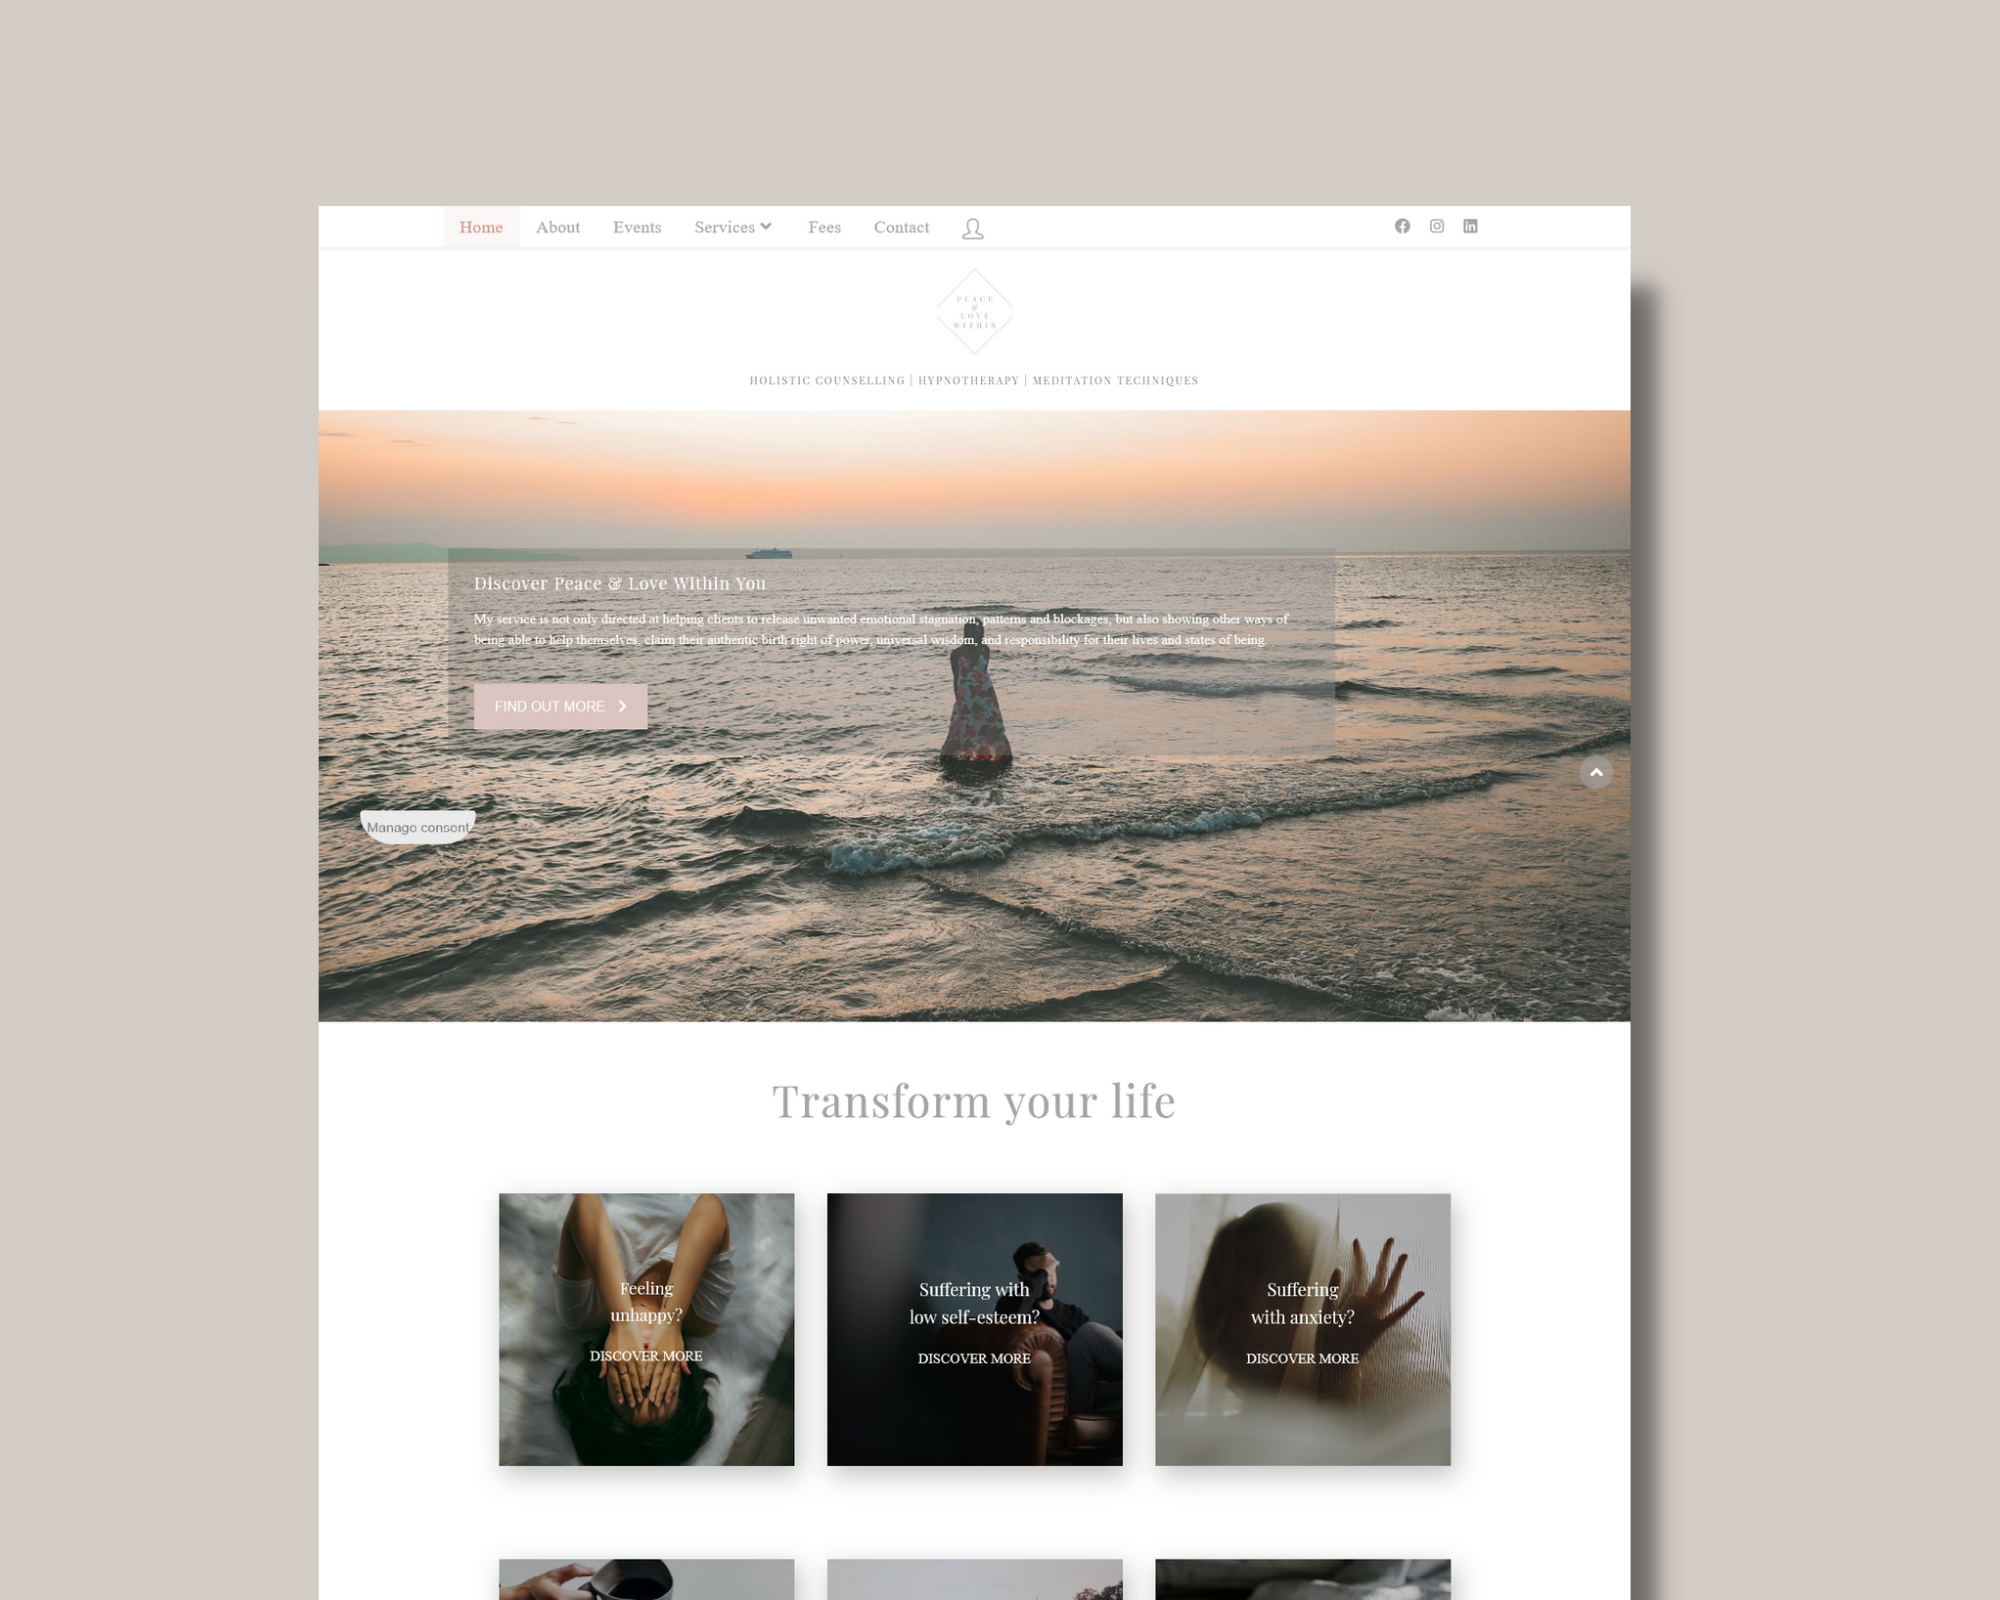 Home About Events Services Fees Contact
PEACE
&
LOVE
WITHIN
HOLISTIC COUNSELLING | HYPNOTHERAPY | MEDITATION TECHNIQUES
Discover Peace & Love Within You
My service is not only directed at helping clients to release unwanted emotional stagnation, patterns and blockages, but also showing other ways of
being able to help themselves, claim their authentic birth right of power, universal wisdom, and responsibility for their lives and states of being.
FIND OUT MORE
Manage consent
Transform your life
Feeling
unhappy?
DISCOVER MORE
Suffering with
low self-esteem?
DISCOVER MORE
Suffering
with anxiety?
DISCOVER MORE